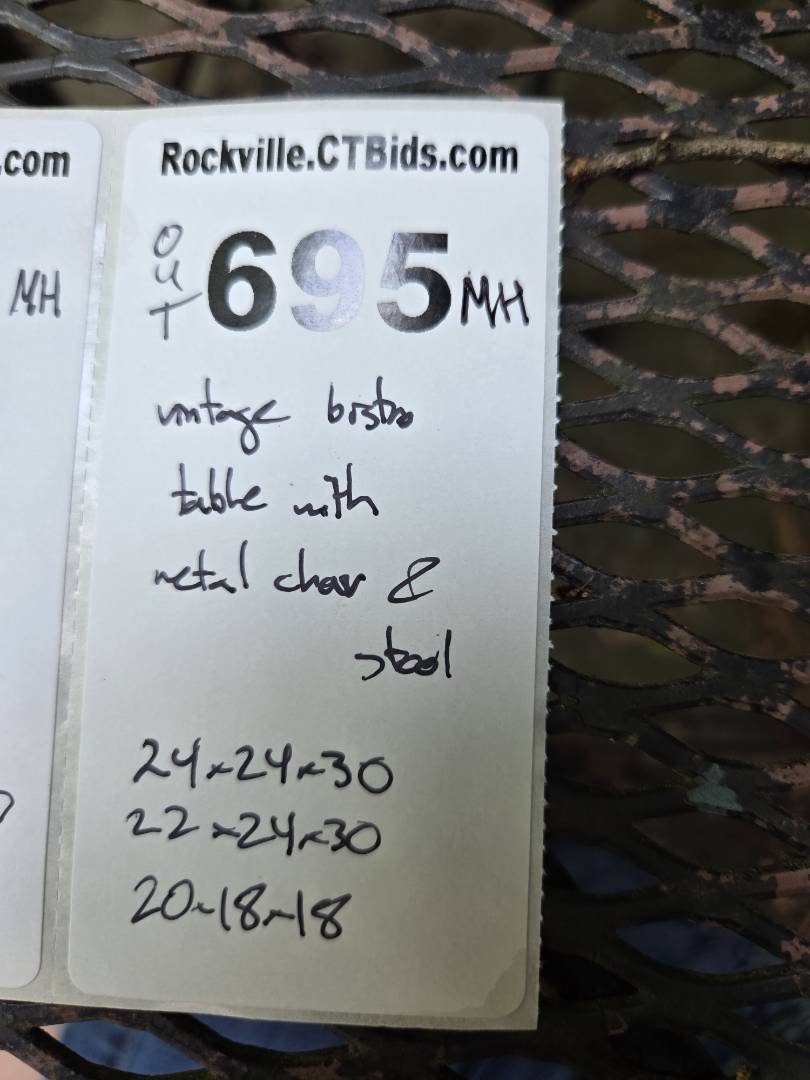 .com
MH
Rockville.CTBids.com
OUT 695 MH
vintage bistro
table with
metal chair &
stool
24x24x30
22x24x30
20x18x18